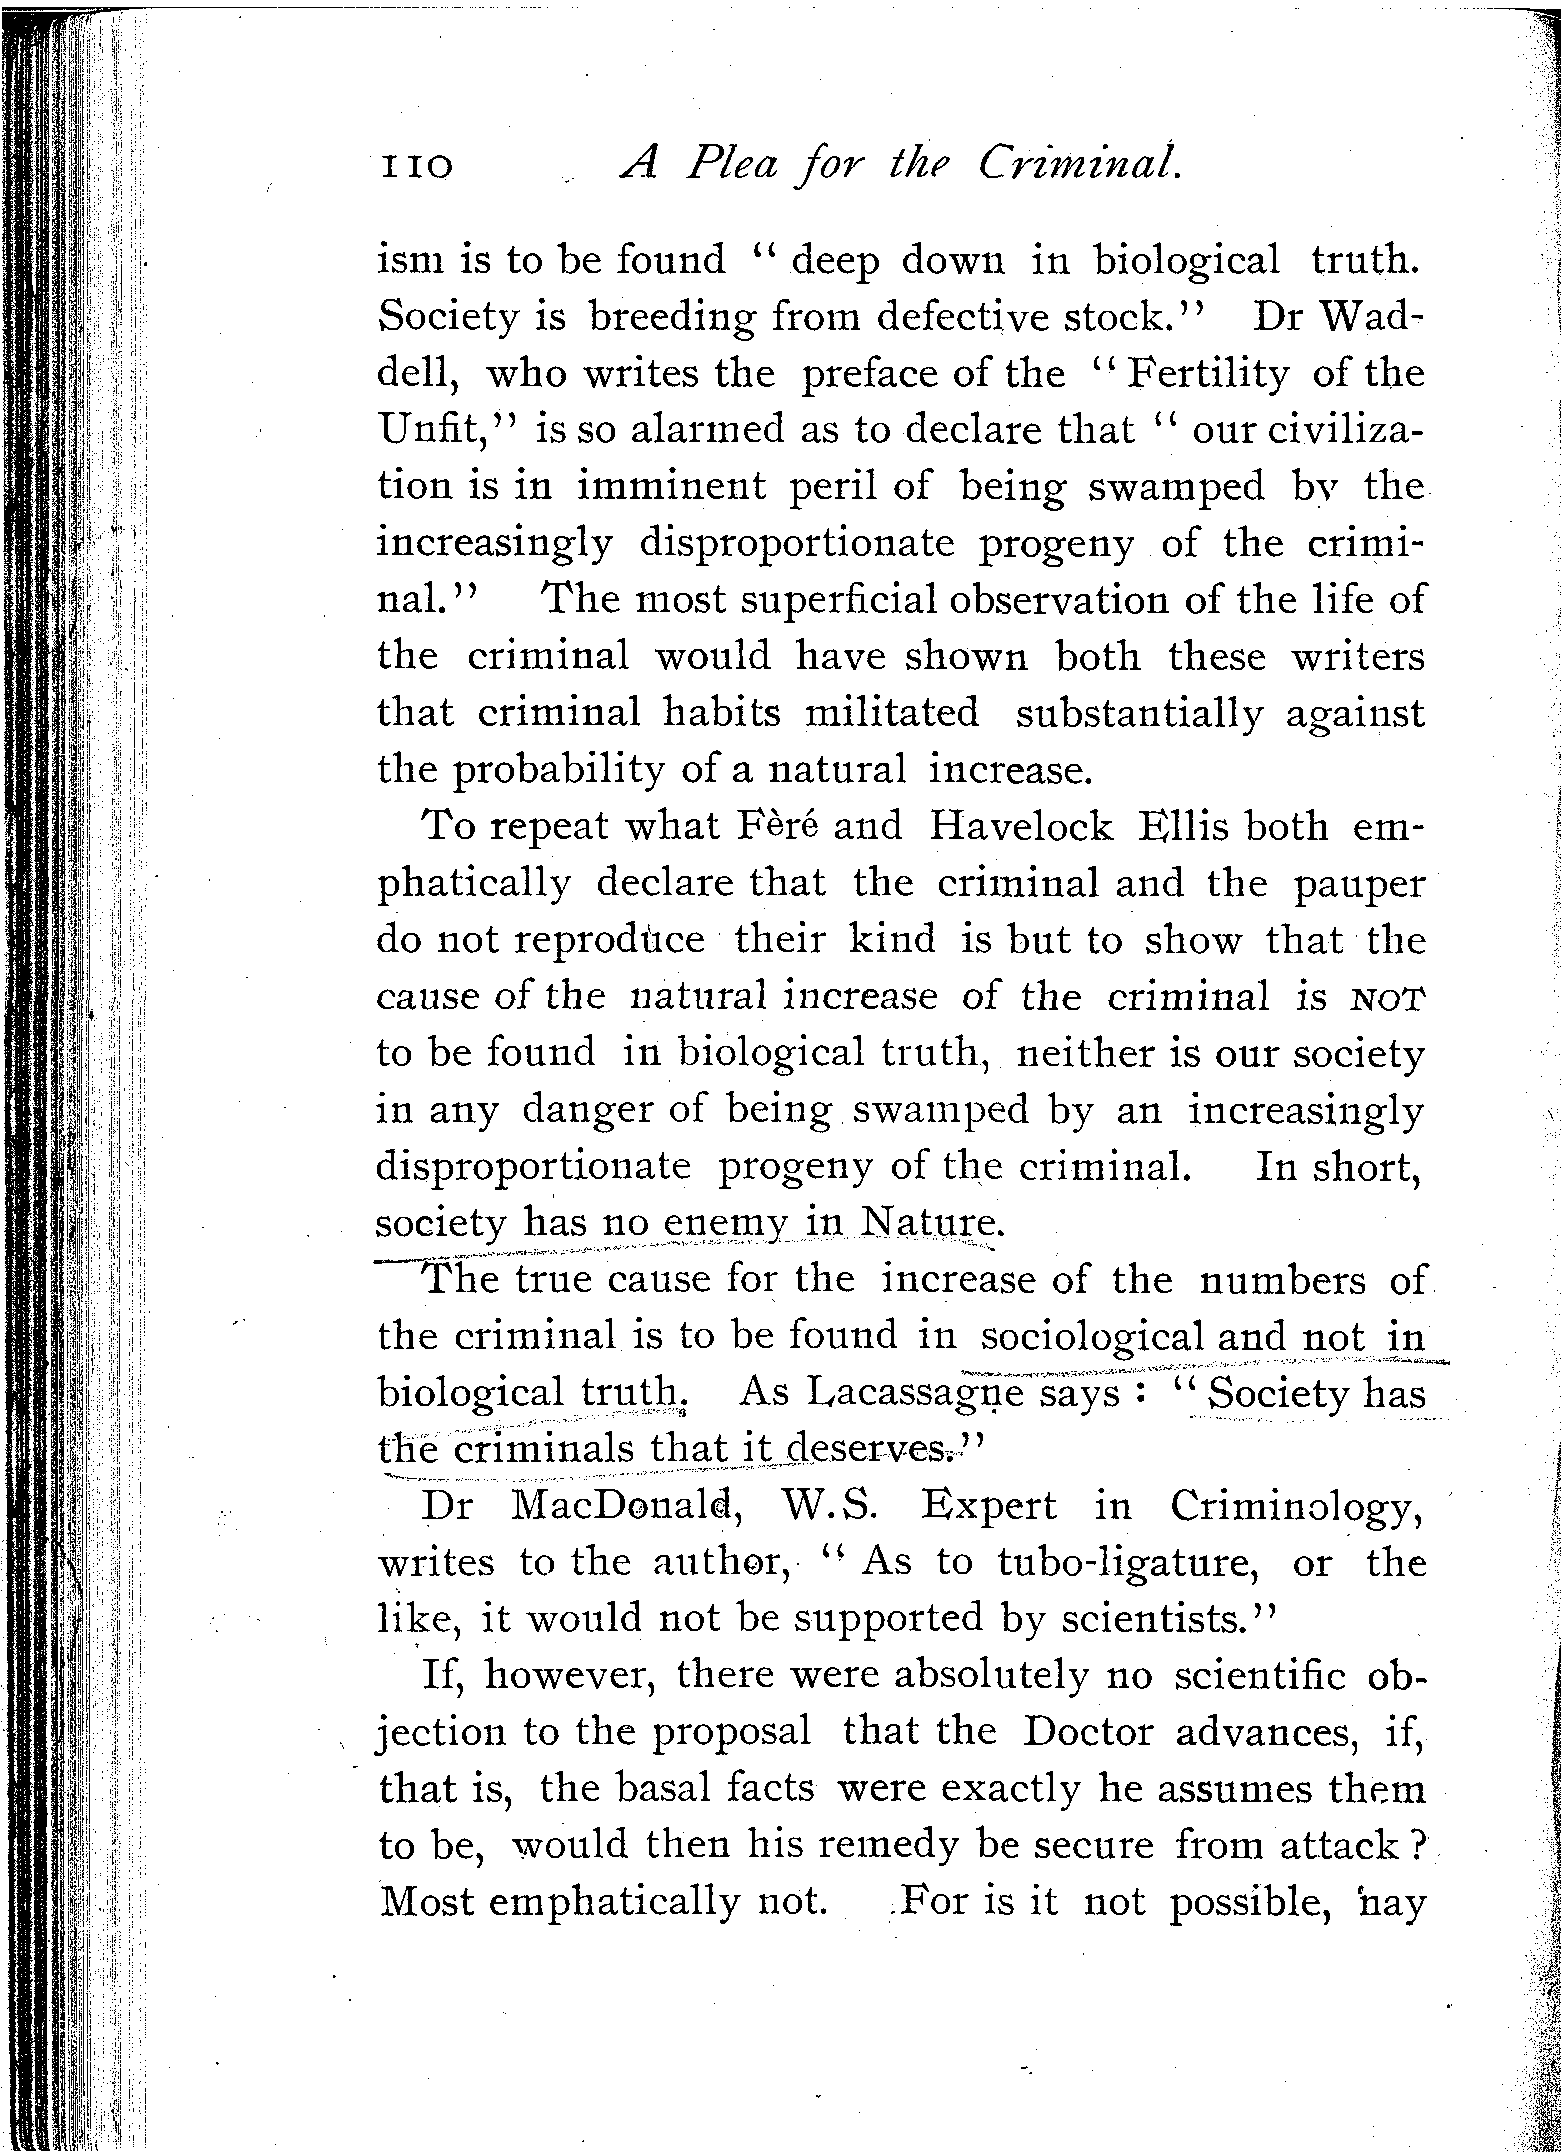 110 A Plea for the Criminal.
ism is to be found “ deep down in biological truth.
Society is breeding from defective stock.” Dr Wad-
dell, who writes the preface of the “ Fertility of the
Unfit,” is so alarmed as to declare that “ our civiliza-
tion is in imminent peril of being swamped by the
increasingly disproportionate progeny of the crimi-
nal.” The most superficial observation of the life of
the criminal would have shown both these writers
that criminal habits militated substantially against
the probability of a natural increase.
To repeat what Fèré and Havelock Ellis both em-
phatically declare that the criminal and the pauper
do not reproduce their kind is but to show that the
cause of the natural increase of the criminal is NOT
to be found in biological truth, neither is our society
in any danger of being swamped by an increasingly
disproportionate progeny of the criminal. In short,
society has no enemy in Nature.
The true cause for the increase of the numbers of
the criminal is to be found in sociological and not in
biological truth. As Lacassagne says : “ Society has
the criminals that it deserves.”
Dr MacDonald, W.S. Expert in Criminology,
writes to the author, “ As to tubo-ligature, or the
like, it would not be supported by scientists.”
If, however, there were absolutely no scientific ob-
jection to the proposal that the Doctor advances, if,
that is, the basal facts were exactly he assumes them
to be, would then his remedy be secure from attack ?
Most emphatically not. For is it not possible, nay